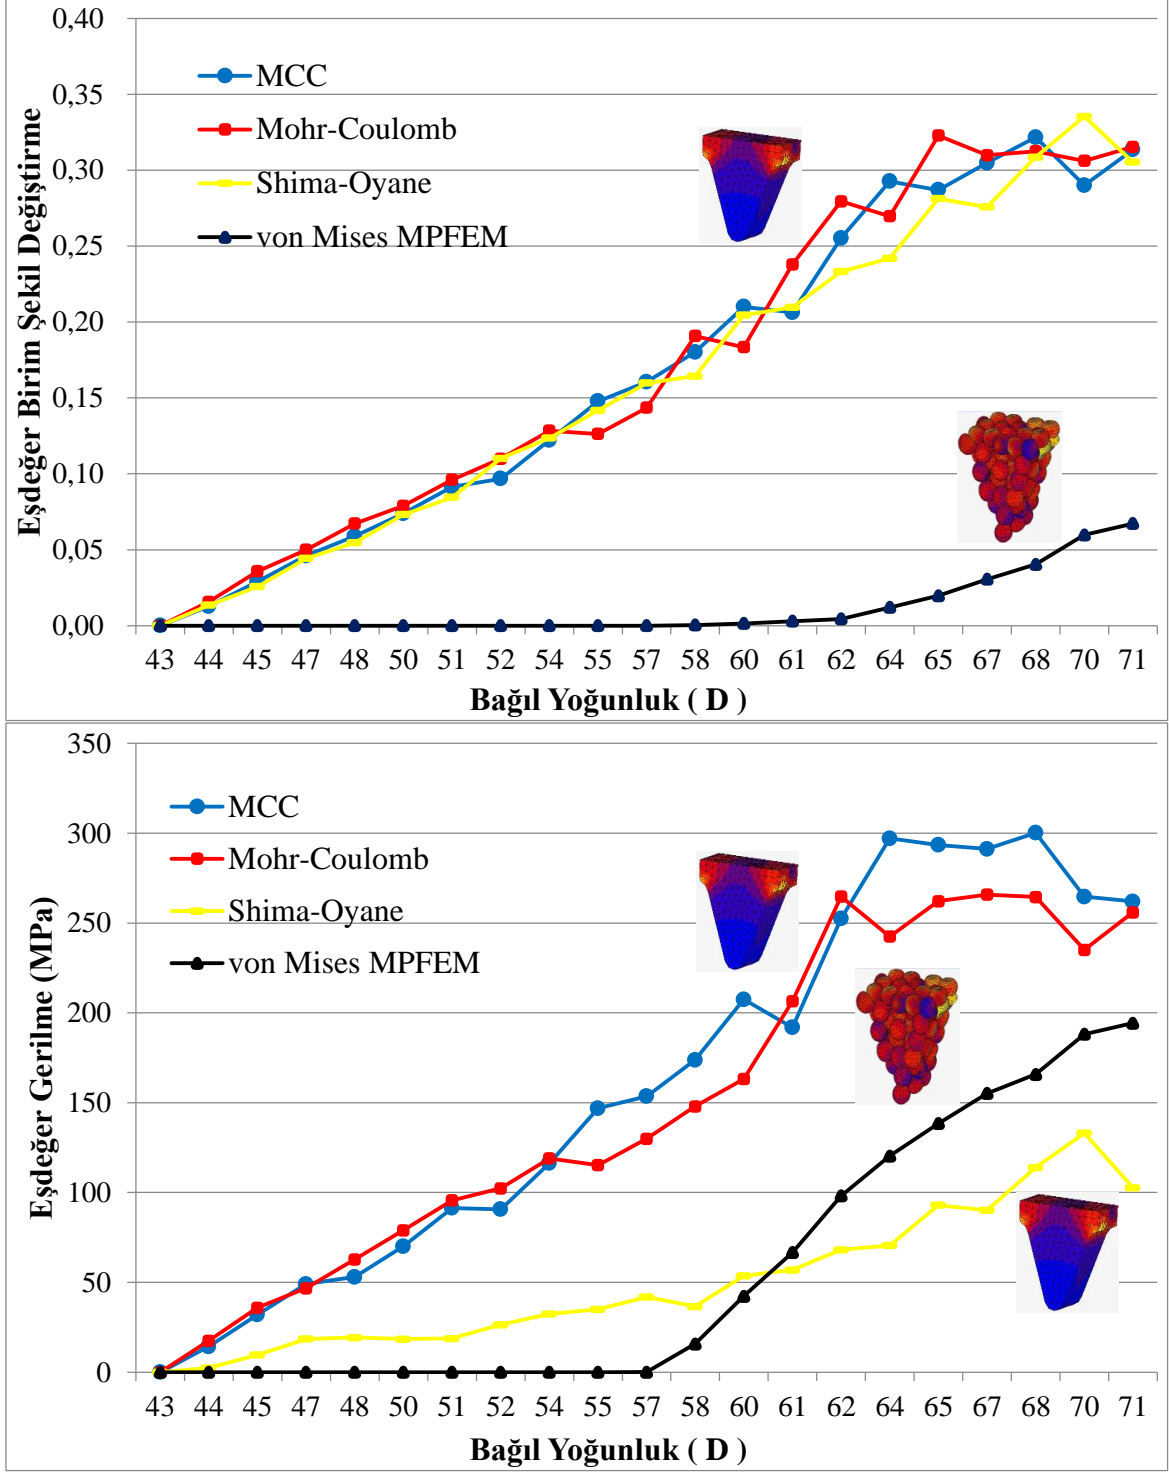 0,40
0,35
0,30
0,25
0,20
0,15
0,10
0,05
0,00
Eşdeğer Birim Şekil Değiştirme
MCC
Mohr-Coulomb
Shima-Oyane
von Mises MPFEM
43 44 45 47 48 50 51 52 54 55 57 58 60 61 62 64 65 67 68 70 71
Bağıl Yoğunluk ( D )
350
300
250
200
150
100
50
0
Eşdeğer Gerilme (MPa)
MCC
Mohr-Coulomb
Shima-Oyane
von Mises MPFEM
43 44 45 47 48 50 51 52 54 55 57 58 60 61 62 64 65 67 68 70 71
Bağıl Yoğunluk ( D )